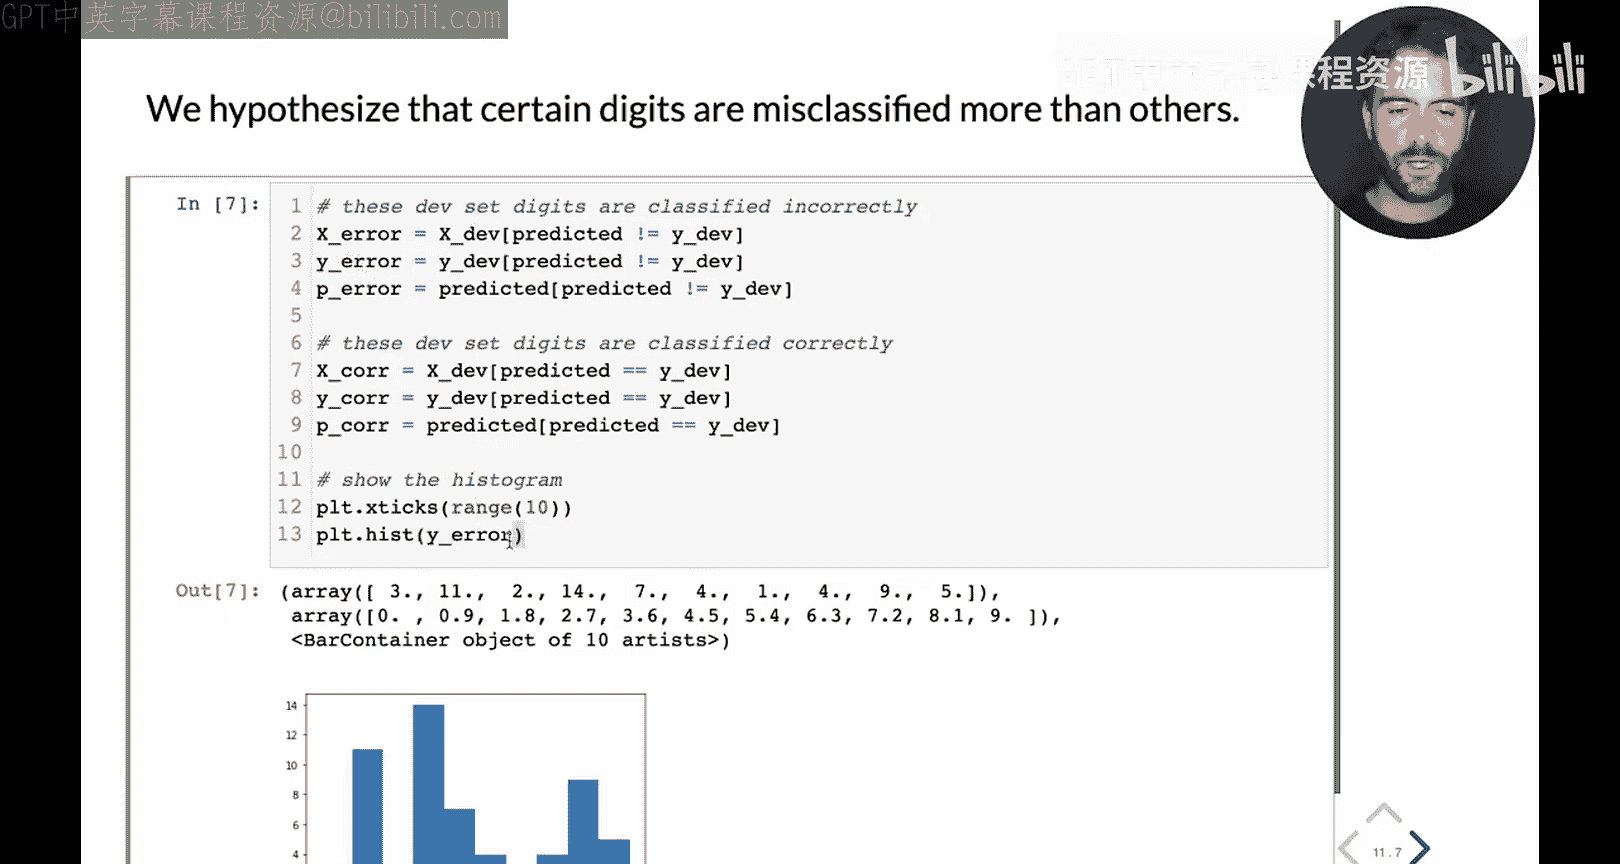 GPT中英字幕课程资源@bilibili.com
课程资源 bilibili
We hypothesize that certain digits are misclassified more than others.
In [7]:
1 # these dev set digits are classified incorrectly
2 X_error = X_dev[predicted != y_dev]
3 y_error = y_dev[predicted != y_dev]
4 p_error = predicted[predicted != y_dev]
5
6 # these dev set digits are classified correctly
7 X_corr = X_dev[predicted == y_dev]
8 y_corr = y_dev[predicted == y_dev]
9 p_corr = predicted[predicted == y_dev]
10
11 # show the histogram
12 plt.xticks(range(10))
13 plt.hist(y_error)
Out[7]: (array([ 3., 11., 2., 14., 7., 4., 1., 4., 9., 5.]),
array([0. , 0.9, 1.8, 2.7, 3.6, 4.5, 5.4, 6.3, 7.2, 8.1, 9. ]),
<BarContainer object of 10 artists>)
14
12
10
8
6
4
11.7